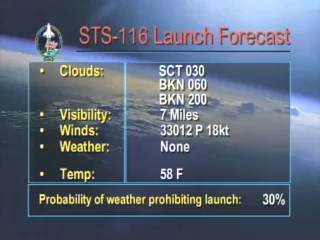 STS-116 Launch Forecast
• Clouds: SCT 030
BKN 060
BKN 200
• Visibility: 7 Miles
• Winds: 33012 P 18kt
• Weather: None
• Temp: 58 F
Probability of weather prohibiting launch: 30%